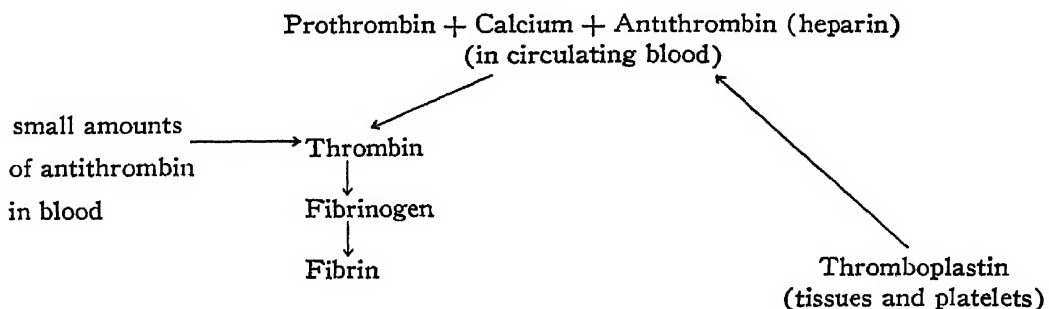 Prothrombin + Calcium + Antithrombin (heparin)
(in circulating blood)
small amounts
of antithrombin
in blood
Thrombin
Fibrinogen
Fibrin
Thromboplastin
(tissues and platelets)